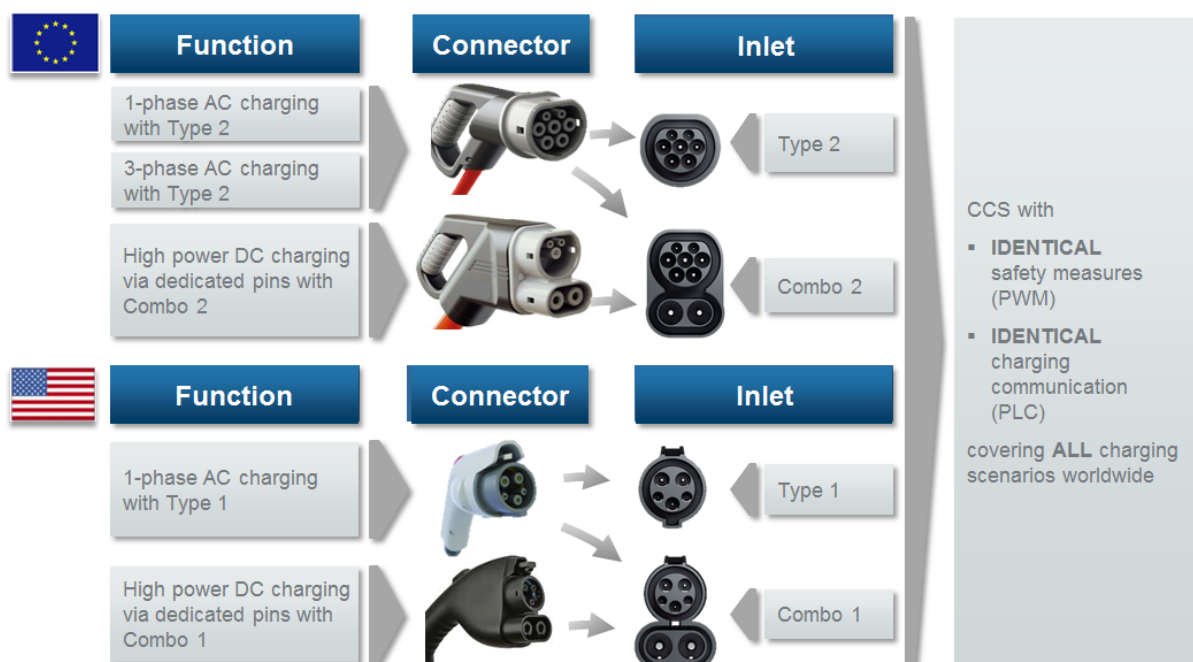 Function
Connector
Inlet
1-phase AC charging
with Type 2
3-phase AC charging
with Type 2
High power DC charging
via dedicated pins with
Combo 2
Type 2
Combo 2
Function
Connector
Inlet
1-phase AC charging
with Type 1
High power DC charging
via dedicated pins with
Combo 1
Type 1
Combo 1
CCS with
▪ IDENTICAL
safety measures
(PWM)
▪ IDENTICAL
charging
communication
(PLC)
covering ALL charging
scenarios worldwide